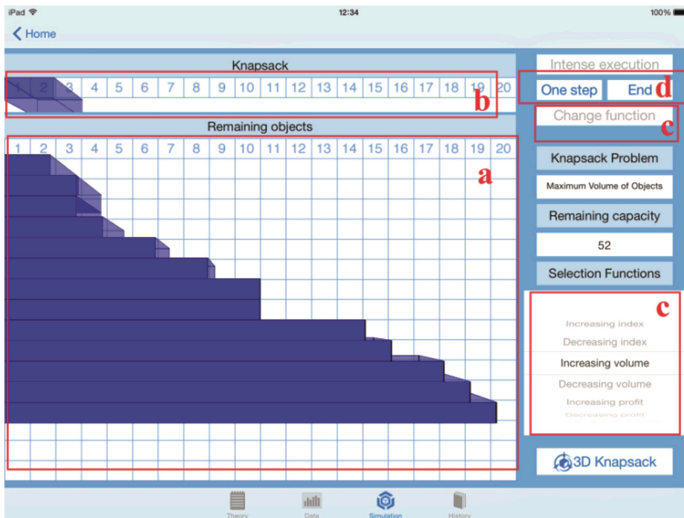 iPad 12:34 100%
Home
Knapsack
1 2 3 4 5 6 7 8 9 10 11 12 13 14 15 16 17 18 19 20
b
Remaining objects
1 2 3 4 5 6 7 8 9 10 11 12 13 14 15 16 17 18 19 20
a
Intense execution
One step End d
Change function
c
Knapsack Problem
Maximum Volume of Objects
Remaining capacity
52
Selection Functions
c
Increasing index
Decreasing index
Increasing volume
Decreasing volume
Increasing profit
Decreasing profit
3D Knapsack
Theory Data Simulation History